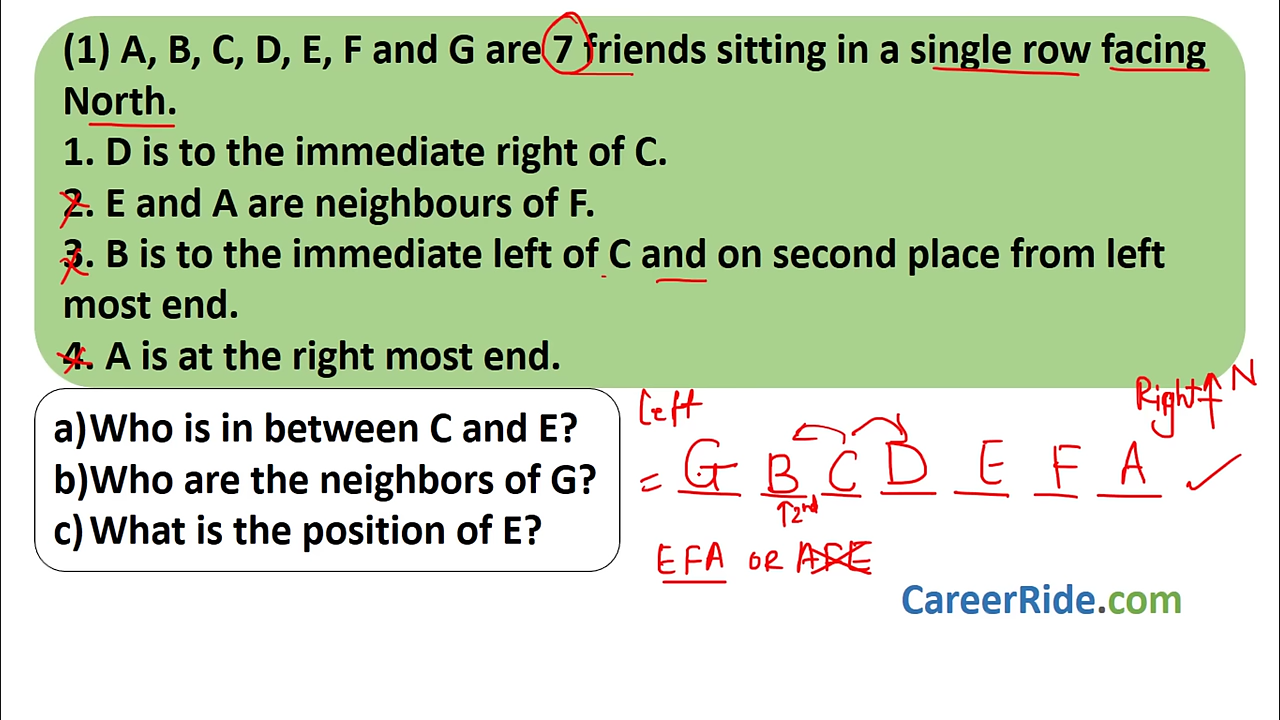 (1) A, B, C, D, E, F and G are 7 friends sitting in a single row facing
North.
1. D is to the immediate right of C.
2. E and A are neighbours of F.
3. B is to the immediate left of C and on second place from left
most end.
4. A is at the right most end.
a)Who is in between C and E?
b)Who are the neighbors of G?
c)What is the position of E?
Left
Right N
= G B C D E F A
2nd
EFA OR AFE
CareerRide.com